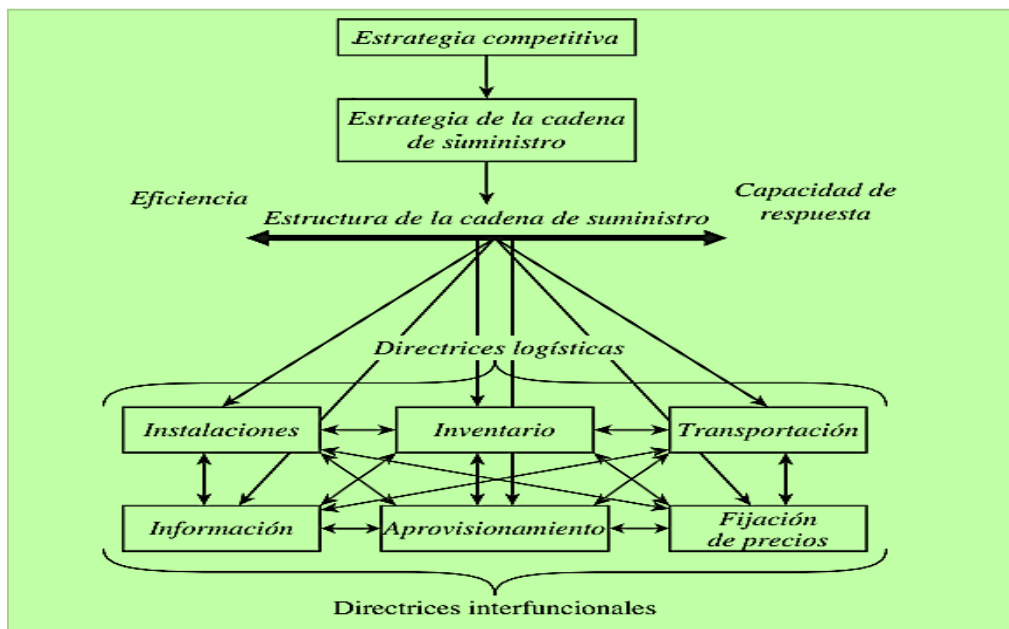 Estrategia competitiva
Estrategia de la cadena
de suministro
Eficiencia
Capacidad de
respuesta
Estructura de la cadena de suministro
Directrices logísticas
Instalaciones
Inventario
Transportación
Información
Aprovisionamiento
Fijación
de precios
Directrices interfuncionales